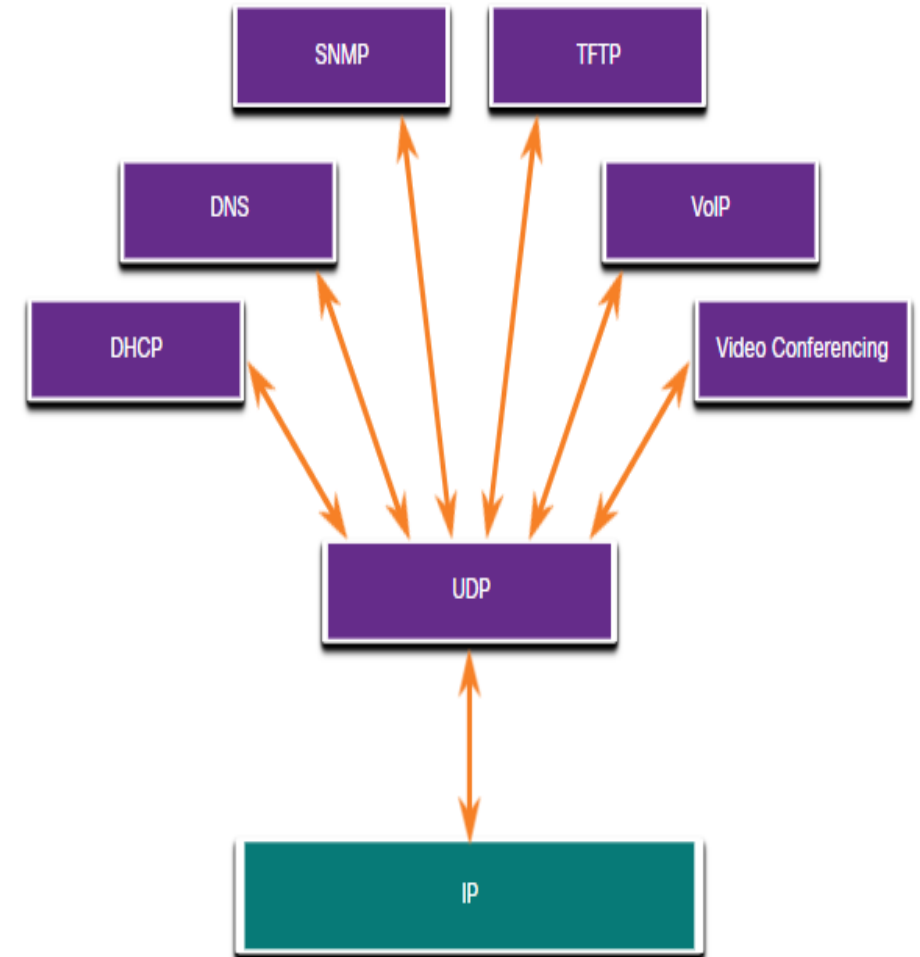 SNMP
TFTP
DNS
VoIP
DHCP
Video Conferencing
UDP
IP